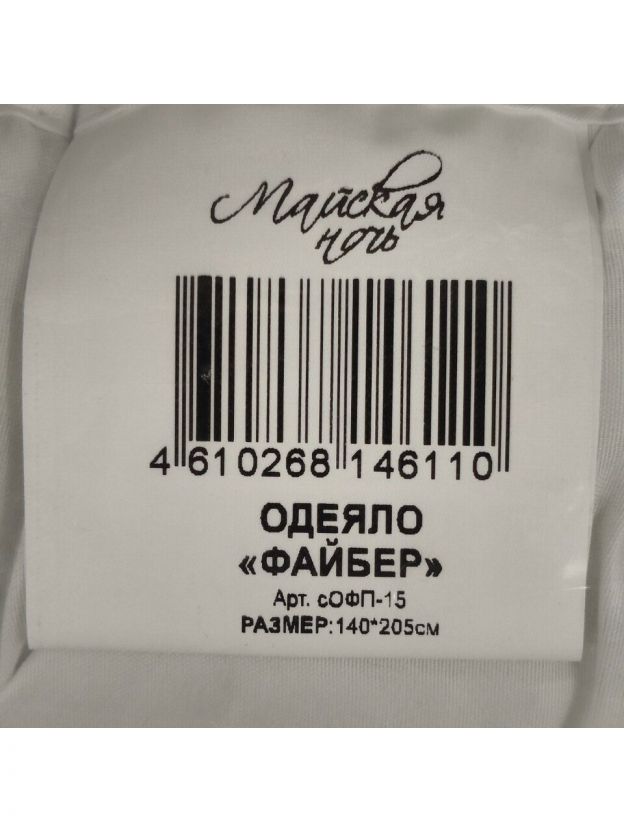 Майская
ночь
4 610268 146110
ОДЕЯЛО
«ФАЙБЕР»
Арт. сОФП-15
РАЗМЕР:140*205см